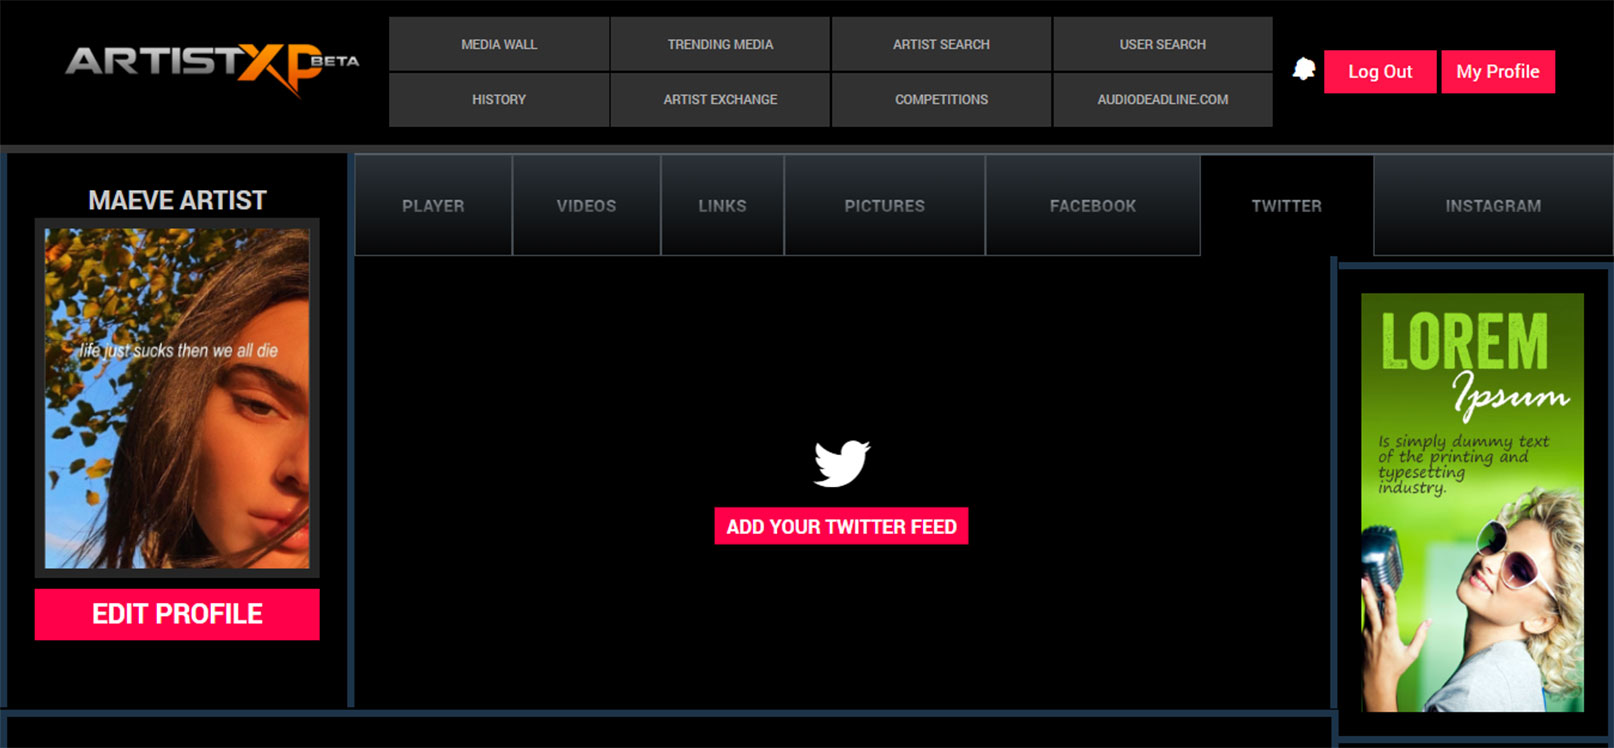 ARTISTXP BETA
MEDIA WALL
TRENDING MEDIA
ARTIST SEARCH
USER SEARCH
HISTORY
ARTIST EXCHANGE
COMPETITIONS
AUDIODEADLINE.COM
Log Out
My Profile
MAEVE ARTIST
life just sucks then we all die
EDIT PROFILE
PLAYER
VIDEOS
LINKS
PICTURES
FACEBOOK
TWITTER
INSTAGRAM
ADD YOUR TWITTER FEED
LOREM
Ipsum
Is simply dummy text
of the printing and
typesetting
industry.